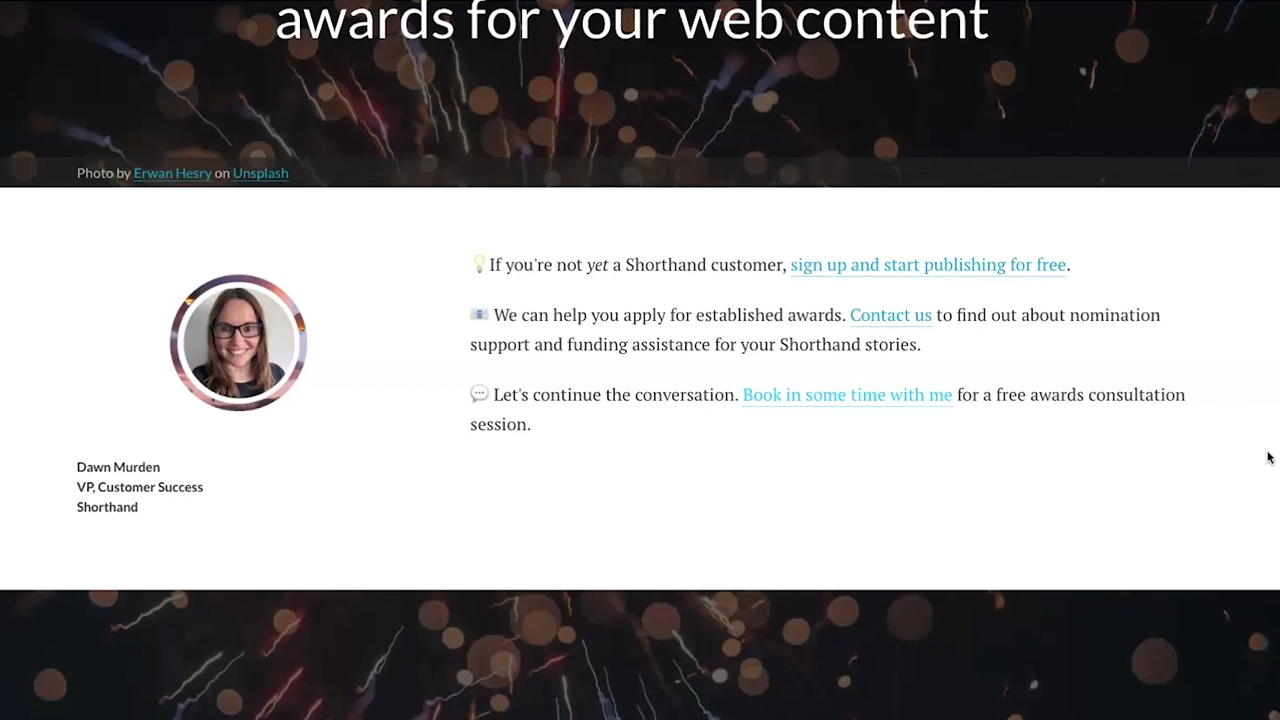 awards for your web content
Photo by Erwan Hesry on Unsplash
💡If you're not yet a Shorthand customer, sign up and start publishing for free.
📧 We can help you apply for established awards. Contact us to find out about nomination
support and funding assistance for your Shorthand stories.
💬 Let's continue the conversation. Book in some time with me for a free awards consultation
session.
Dawn Murden
VP, Customer Success
Shorthand